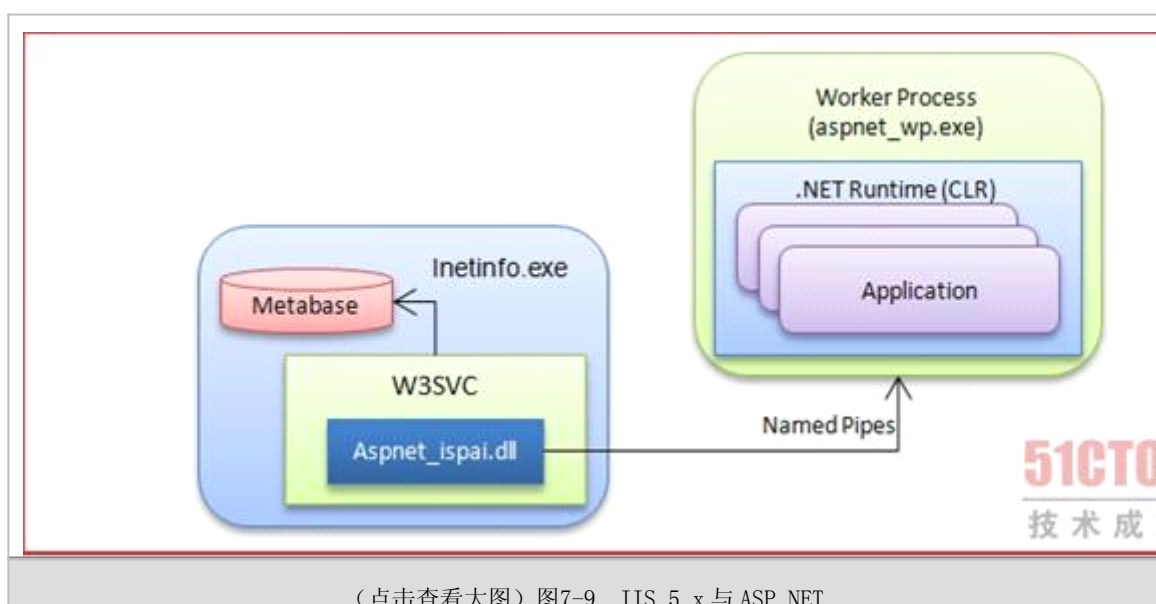 Worker Process
(aspnet_wp.exe)
.NET Runtime (CLR)
Application
Inetinfo.exe
Metabase
W3SVC
Aspnet_ispai.dll
Named Pipes
51CTO
技术成
(点击查看大图)图7-9 IIS 5.x与ASP.NET